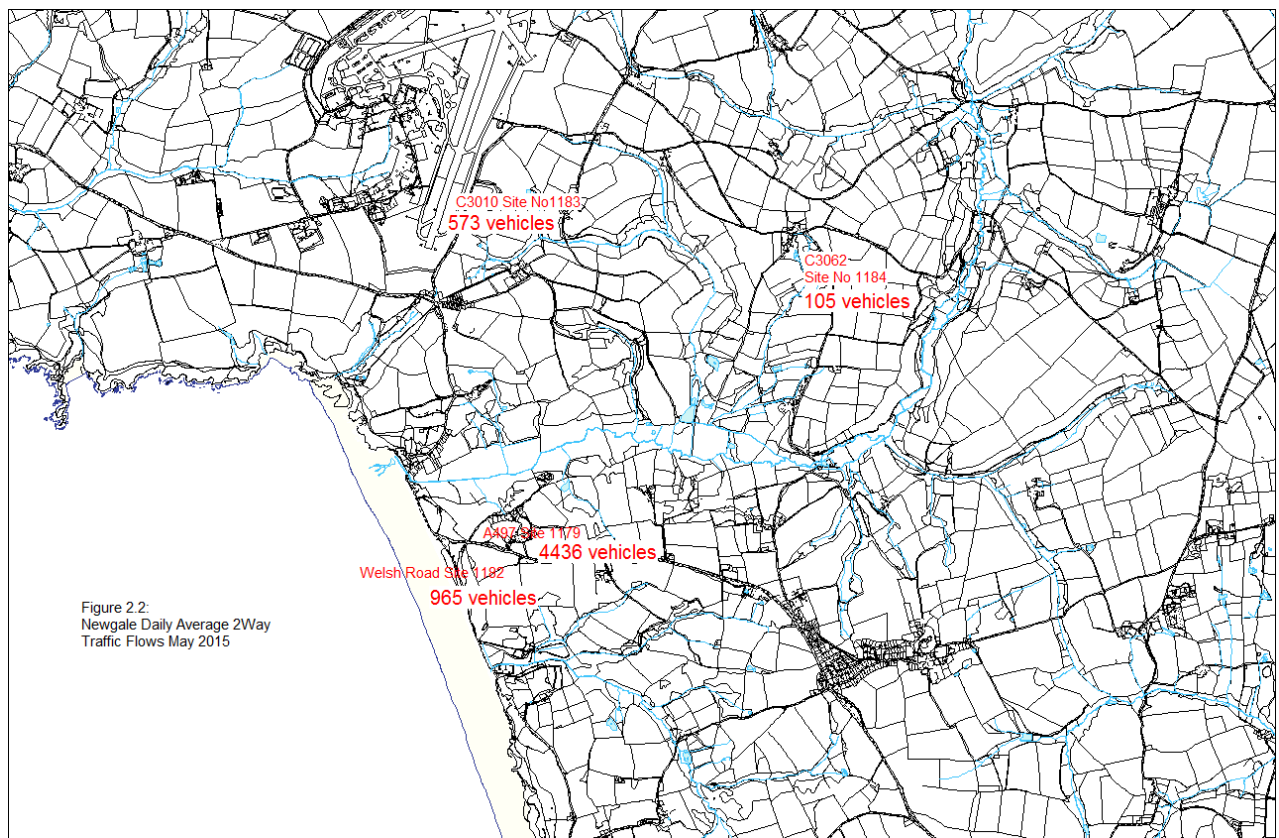 C3010 Site No1183
573 vehicles
C3062
Site No 1184
105 vehicles
A497 Site 1179
4436 vehicles
Welsh Road Site 1182
965 vehicles
Figure 2.2:
Newgale Daily Average 2Way
Traffic Flows May 2015